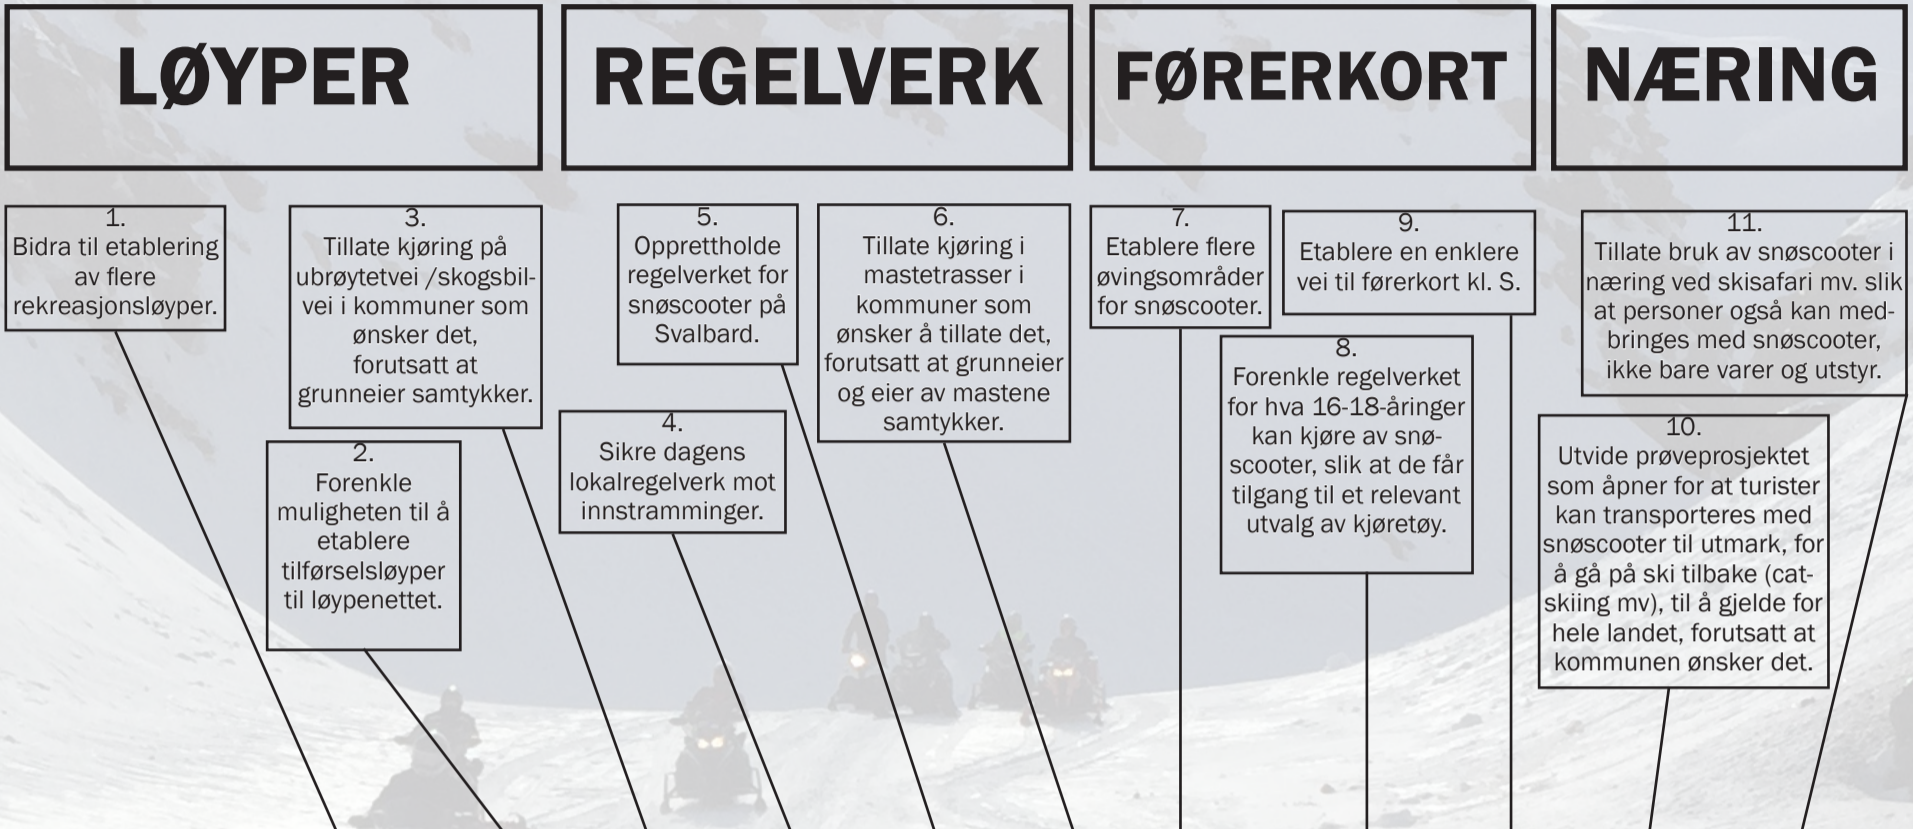 LØYPER
REGELVERK
FØRERKORT
NÆRING
1.
Bidra til etablering
av flere
rekreasjonsløyper.
3.
Tillate kjøring på
ubrøytetvei /skogsbil-
vei i kommuner som
ønsker det,
forutsatt at
grunneier samtykker.
2.
Forenkle
muligheten til å
etablere
tilførselsløyper
til løypenettet.
5.
Opprettholde
regelverket for
snøscooter på
Svalbard.
4.
Sikre dagens
lokalregelverk mot
innstramminger.
6.
Tillate kjøring i
mastetrasser i
kommuner som
ønsker å tillate det,
forutsatt at grunneier
og eier av mastene
samtykker.
7.
Etablere flere
øvingsområder
for snøscooter.
9.
Etablere en enklere
vei til førerkort kl. S.
8.
Forenkle regelverket
for hva 16-18-åringer
kan kjøre av snø-
scooter, slik at de får
tilgang til et relevant
utvalg av kjøretøy.
11.
Tillate bruk av snøscooter i
næring ved skisafari mv. slik
at personer også kan med-
bringes med snøscooter,
ikke bare varer og utstyr.
10.
Utvide prøveprosjektet
som åpner for at turister
kan transporteres med
snøscooter til utmark, for
å gå på ski tilbake (cat-
skiing mv), til å gjelde for
hele landet, forutsatt at
kommunen ønsker det.